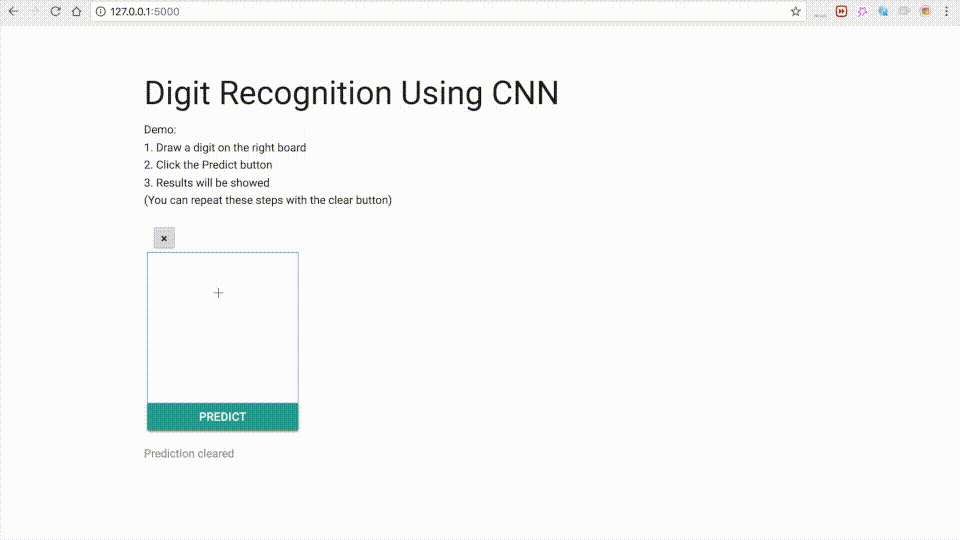 127.0.0.1:5000
Digit Recognition Using CNN
Demo:
1. Draw a digit on the right board
2. Click the Predict button
3. Results will be showed
(You can repeat these steps with the clear button)
×
PREDICT
Prediction cleared